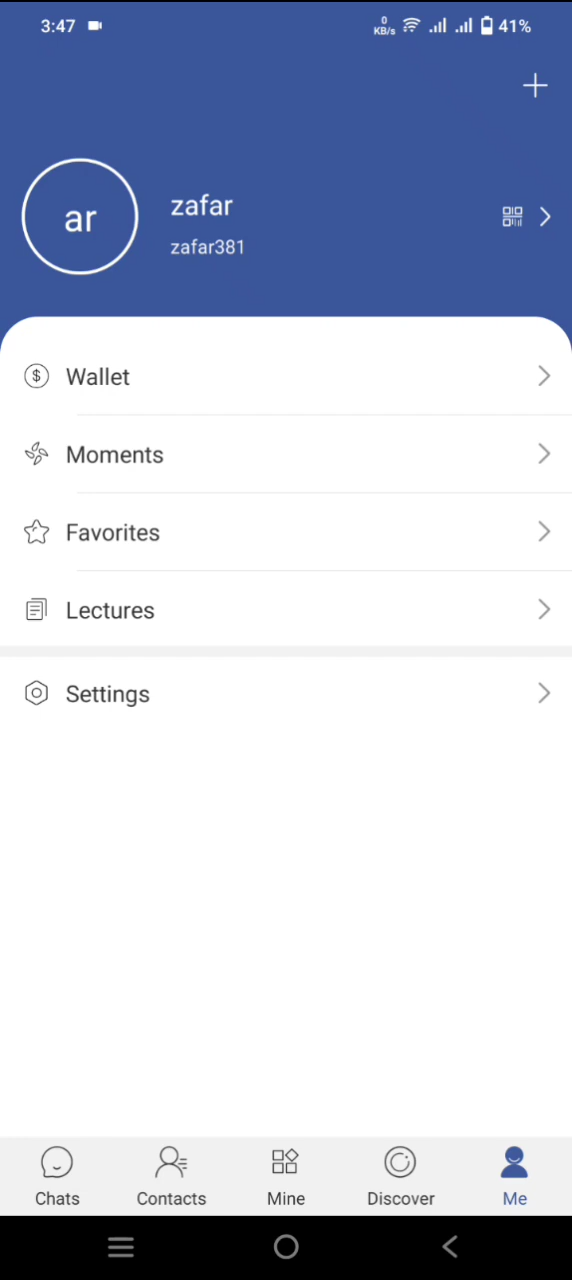 3:47
0
KB/s
41%
ar
zafar
zafar381
$ Wallet
Moments
Favorites
Lectures
Settings
Chats
Contacts
Mine
Discover
Me